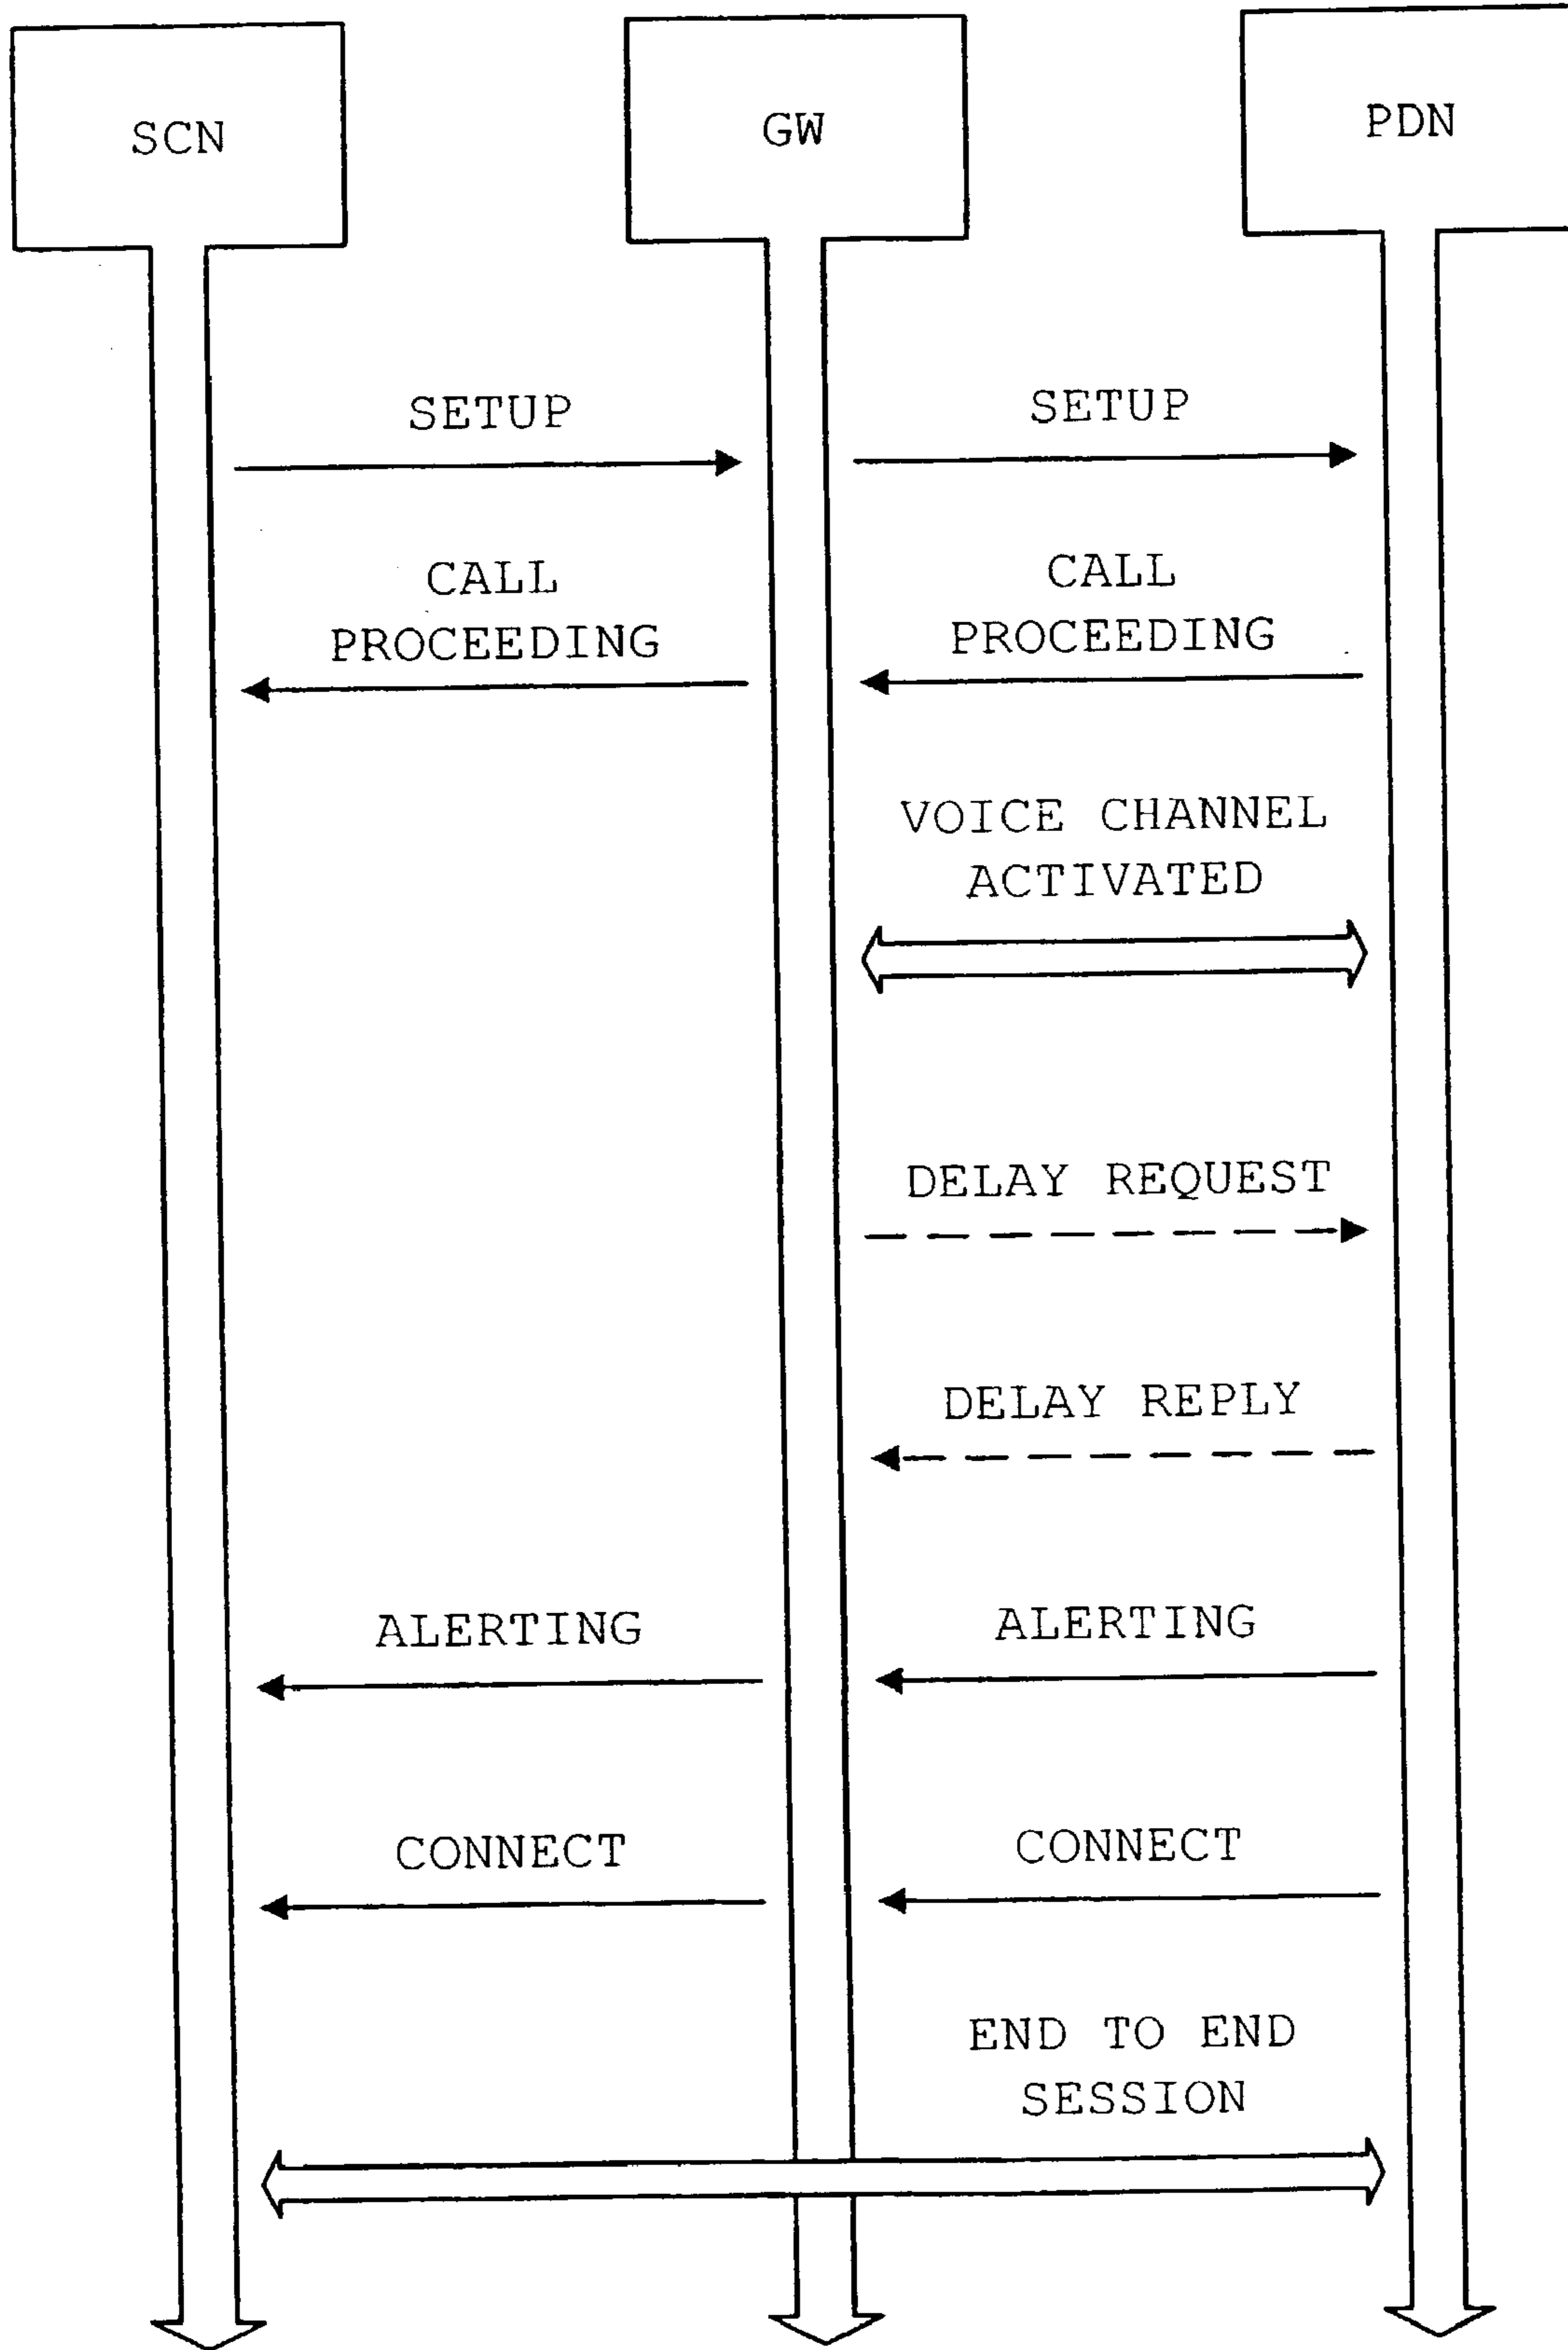 SCN
GW
PDN
SETUP
SETUP
CALL
PROCEEDING
CALL
PROCEEDING
VOICE CHANNEL
ACTIVATED
DELAY REQUEST
DELAY REPLY
ALERTING
ALERTING
CONNECT
CONNECT
END TO END
SESSION